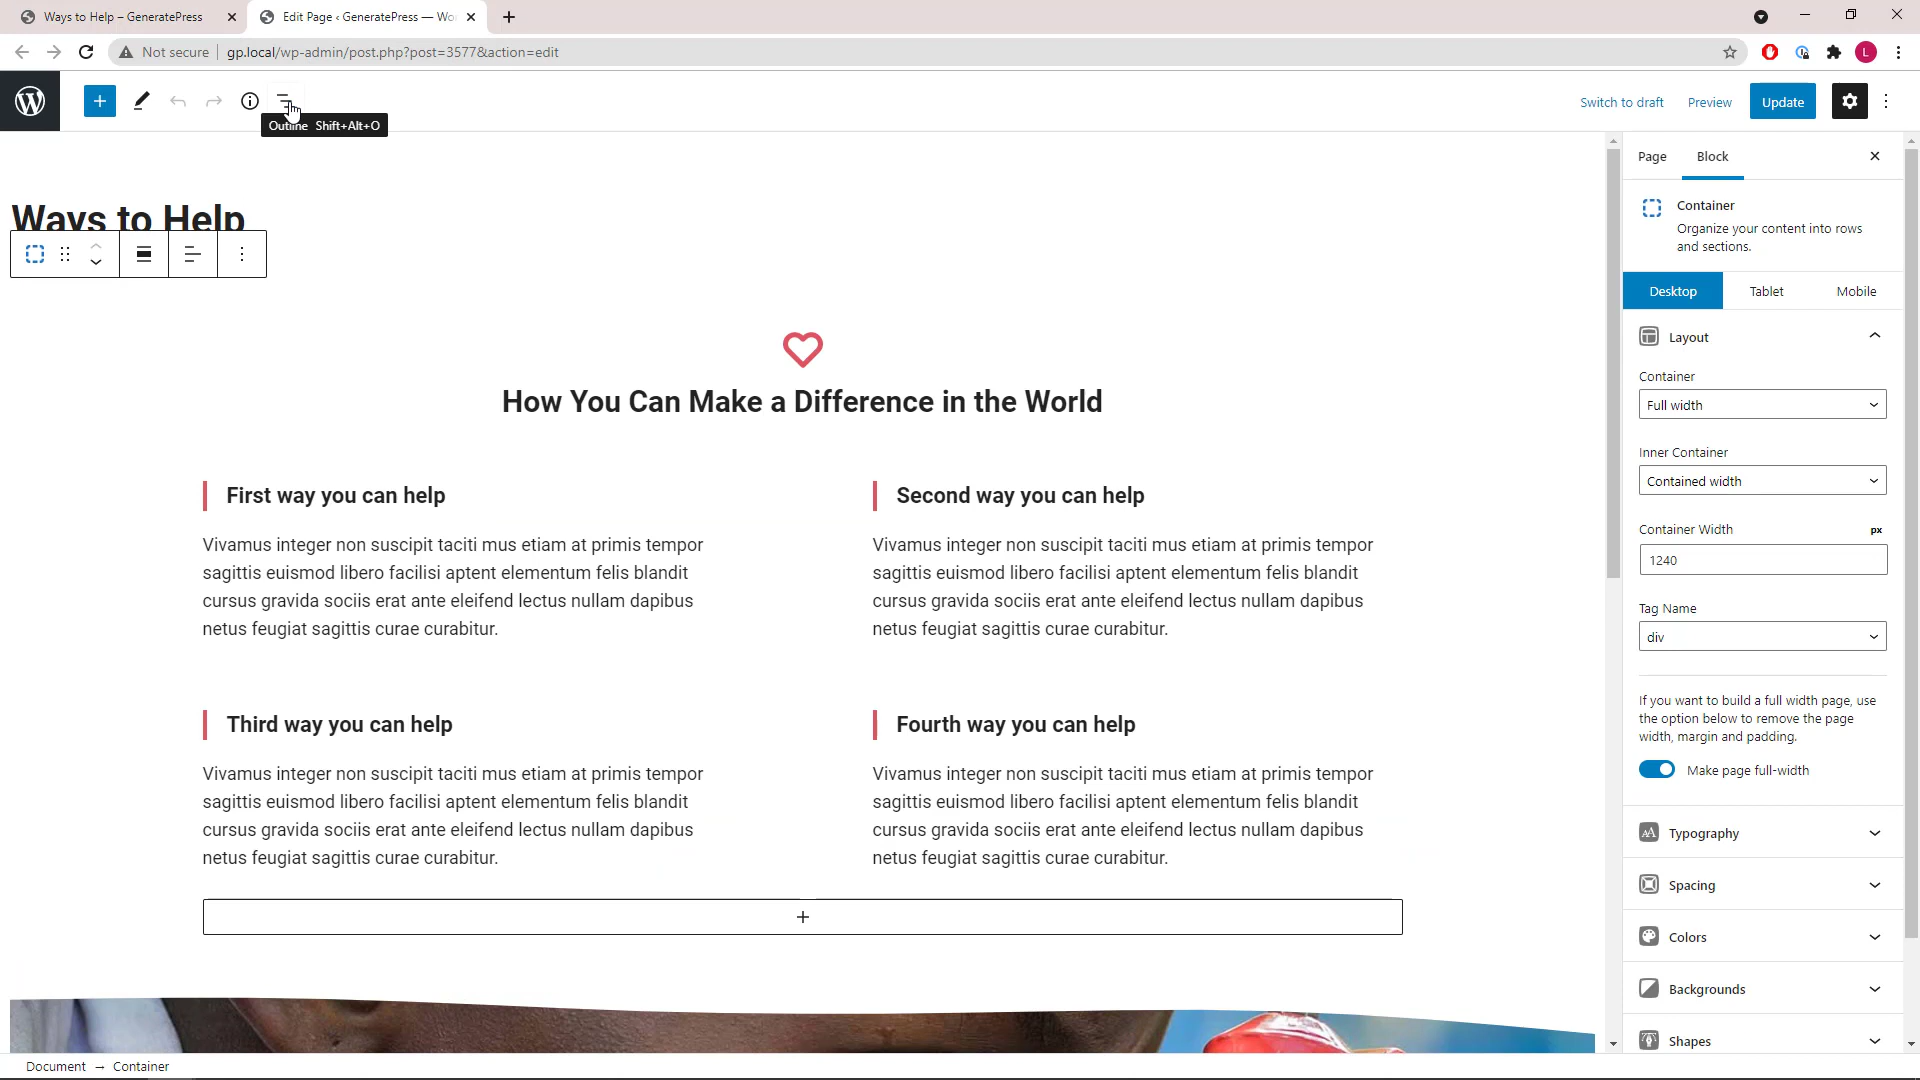 Ways to Help – GeneratePress
Edit Page ‹ GeneratePress — Wo
Not secure
gp.local/wp-admin/post.php?post=3577&action=edit
L
Outline Shift+Alt+O
Switch to draft
Preview
Update
Ways to Help
How You Can Make a Difference in the World
First way you can help
Vivamus integer non suscipit taciti mus etiam at primis tempor
sagittis euismod libero facilisi aptent elementum felis blandit
cursus gravida sociis erat ante eleifend lectus nullam dapibus
netus feugiat sagittis curae curabitur.
Second way you can help
Vivamus integer non suscipit taciti mus etiam at primis tempor
sagittis euismod libero facilisi aptent elementum felis blandit
cursus gravida sociis erat ante eleifend lectus nullam dapibus
netus feugiat sagittis curae curabitur.
Third way you can help
Vivamus integer non suscipit taciti mus etiam at primis tempor
sagittis euismod libero facilisi aptent elementum felis blandit
cursus gravida sociis erat ante eleifend lectus nullam dapibus
netus feugiat sagittis curae curabitur.
Fourth way you can help
Vivamus integer non suscipit taciti mus etiam at primis tempor
sagittis euismod libero facilisi aptent elementum felis blandit
cursus gravida sociis erat ante eleifend lectus nullam dapibus
netus feugiat sagittis curae curabitur.
Page
Block
Container
Organize your content into rows
and sections.
Desktop
Tablet
Mobile
Layout
Container
Full width
Inner Container
Contained width
Container Width
px
1240
Tag Name
div
If you want to build a full width page, use
the option below to remove the page
width, margin and padding.
Make page full-width
Typography
Spacing
Colors
Backgrounds
Shapes
Document → Container